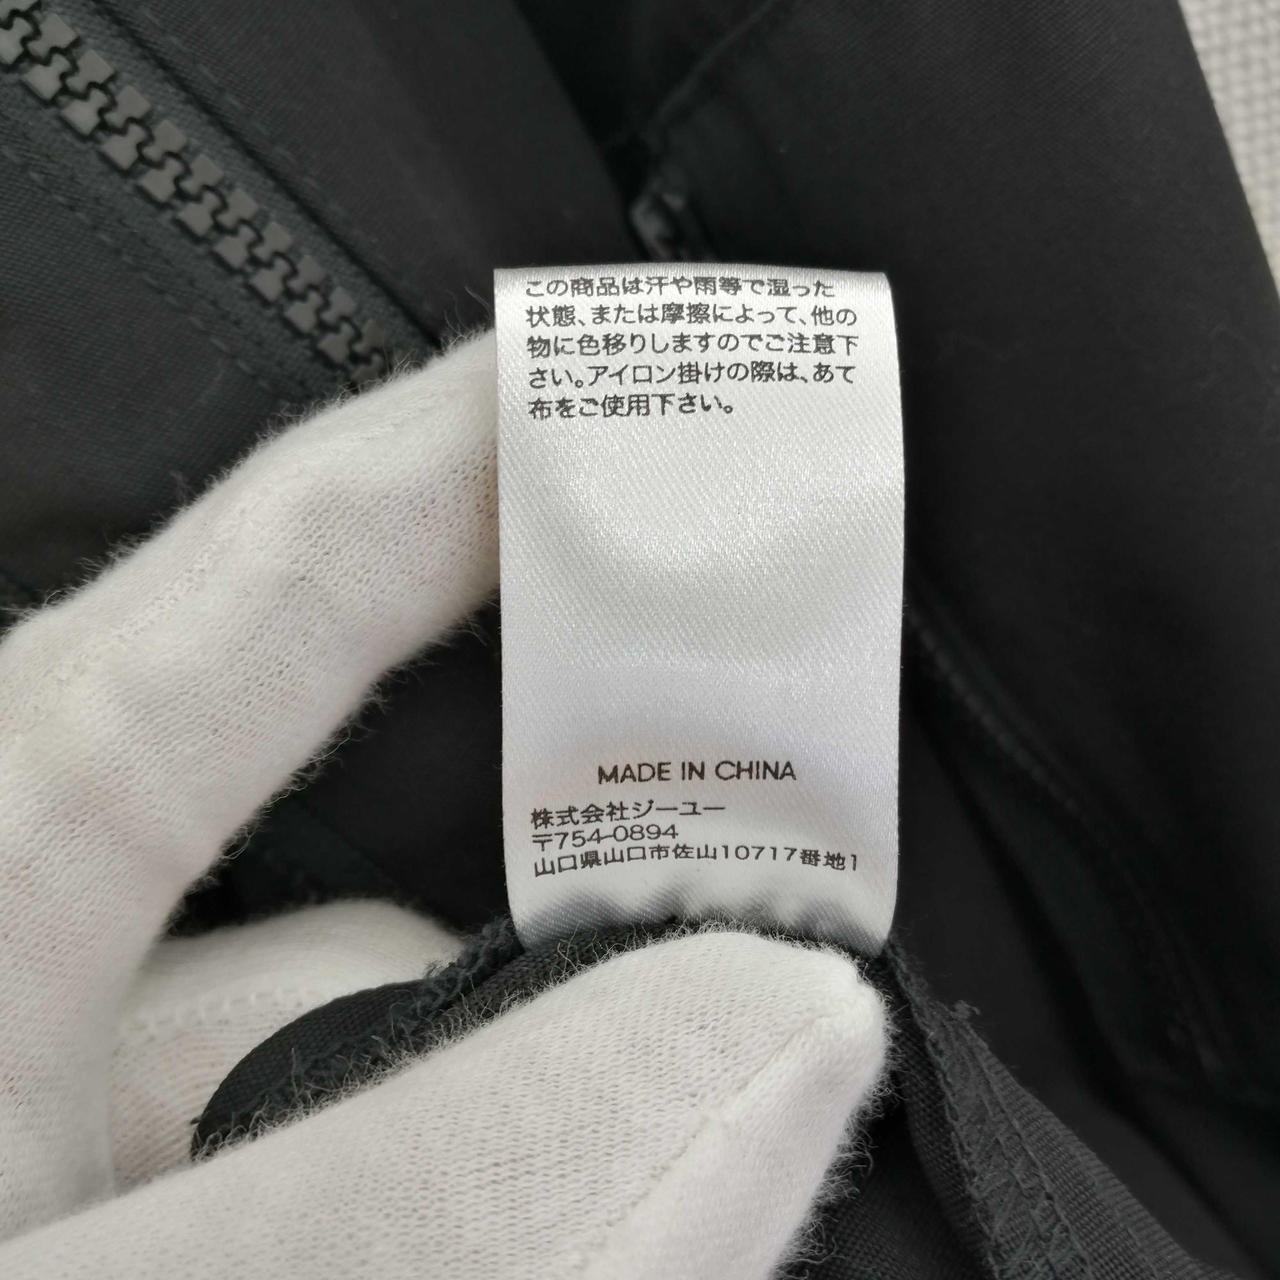 この商品は汗や雨等で湿った
状態、または摩擦によって、他の
物に色移りしますのでご注意下
さい。アイロン掛けの際は、あて
布をご使用下さい。
MADE IN CHINA
株式会社ジーユー
〒754-0894
山口県山口市佐山10717番地1